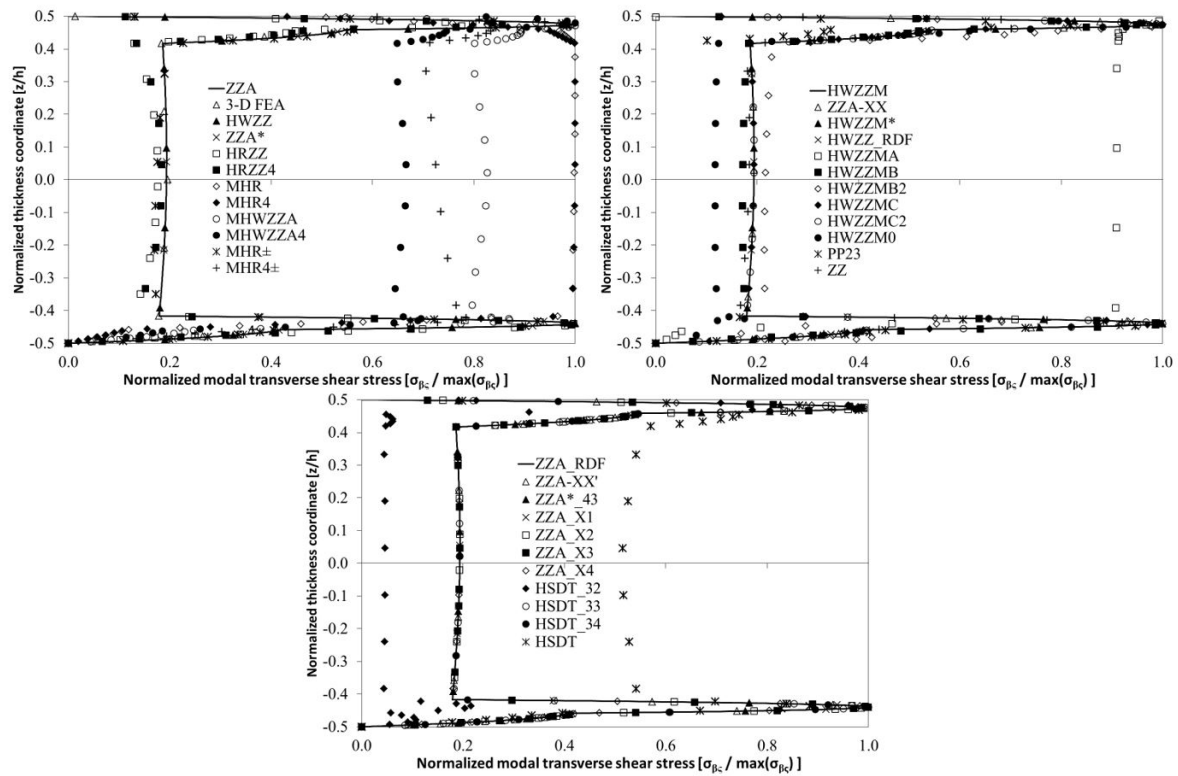 0.5
0.4
0.3
0.2
0.1
0.0
-0.1
-0.2
-0.3
-0.4
-0.5
Normalized thickness coordinate [z/h]
ZZA
3-D FEA
HWZZ
ZZA*
HRZZ
HRZZ4
MHR
MHR4
MHWZZA
MHWZZA4
MHR±
MHR4±
0.0 0.2 0.4 0.6 0.8 1.0
Normalized modal transverse shear stress [σβς / max(σβς) ]
0.5
0.4
0.3
0.2
0.1
0.0
-0.1
-0.2
-0.3
-0.4
-0.5
Normalized thickness coordinate [z/h]
HWZZM
ZZA-XX
HWZZM*
HWZZ_RDF
HWZZMA
HWZZMB
HWZZMB2
HWZZMC
HWZZMC2
HWZZM0
PP23
ZZ
0.0 0.2 0.4 0.6 0.8 1.0
Normalized modal transverse shear stress [σβς / max(σβς) ]
0.5
0.4
0.3
0.2
0.1
0.0
-0.1
-0.2
-0.3
-0.4
-0.5
Normalized thickness coordinate [z/h]
ZZA_RDF
ZZA-XX'
ZZA*_43
ZZA_X1
ZZA_X2
ZZA_X3
ZZA_X4
HSDT_32
HSDT_33
HSDT_34
HSDT
0.0 0.2 0.4 0.6 0.8 1.0
Normalized modal transverse shear stress [σβς / max(σβς) ]